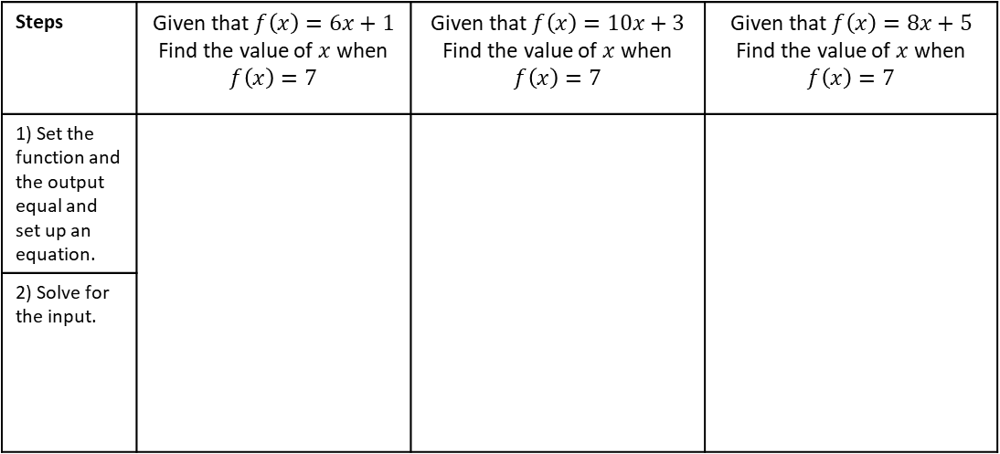 Steps
Given that f(x) = 6x + 1
Find the value of x when
f(x) = 7
Given that f(x) = 10x + 3
Find the value of x when
f(x) = 7
Given that f(x) = 8x + 5
Find the value of x when
f(x) = 7
1) Set the
function and
the output
equal and
set up an
equation.
2) Solve for
the input.